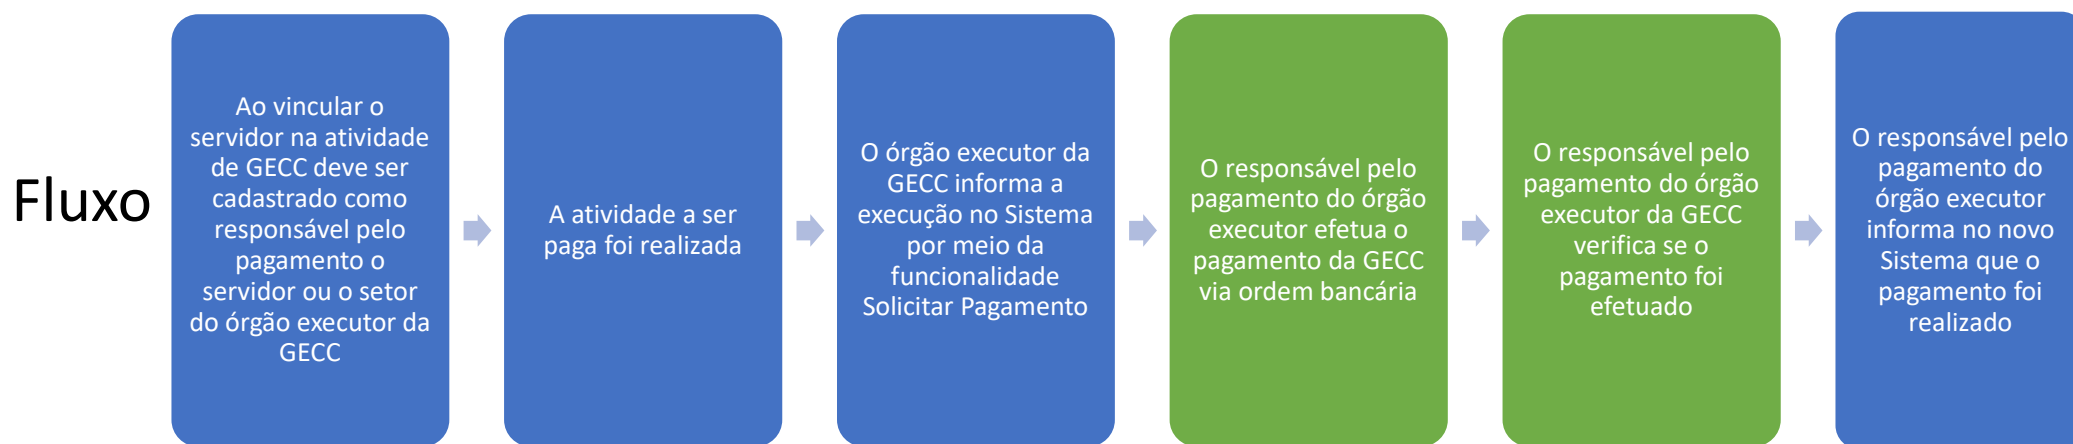 Fluxo
Ao vincular o
servidor na atividade
de GECC deve ser
cadastrado como
responsável pelo
pagamento o
servidor ou o setor
do órgão executor da
GECC
A atividade a ser
paga foi realizada
O órgão executor da
GECC informa a
execução no Sistema
por meio da
funcionalidade
Solicitar Pagamento
O responsável pelo
pagamento do órgão
executor efetua o
pagamento da GECC
via ordem bancária
O responsável pelo
pagamento do órgão
executor da GECC
verifica se o
pagamento foi
efetuado
O responsável pelo
pagamento do
órgão executor
informa no novo
Sistema que o
pagamento foi
realizado